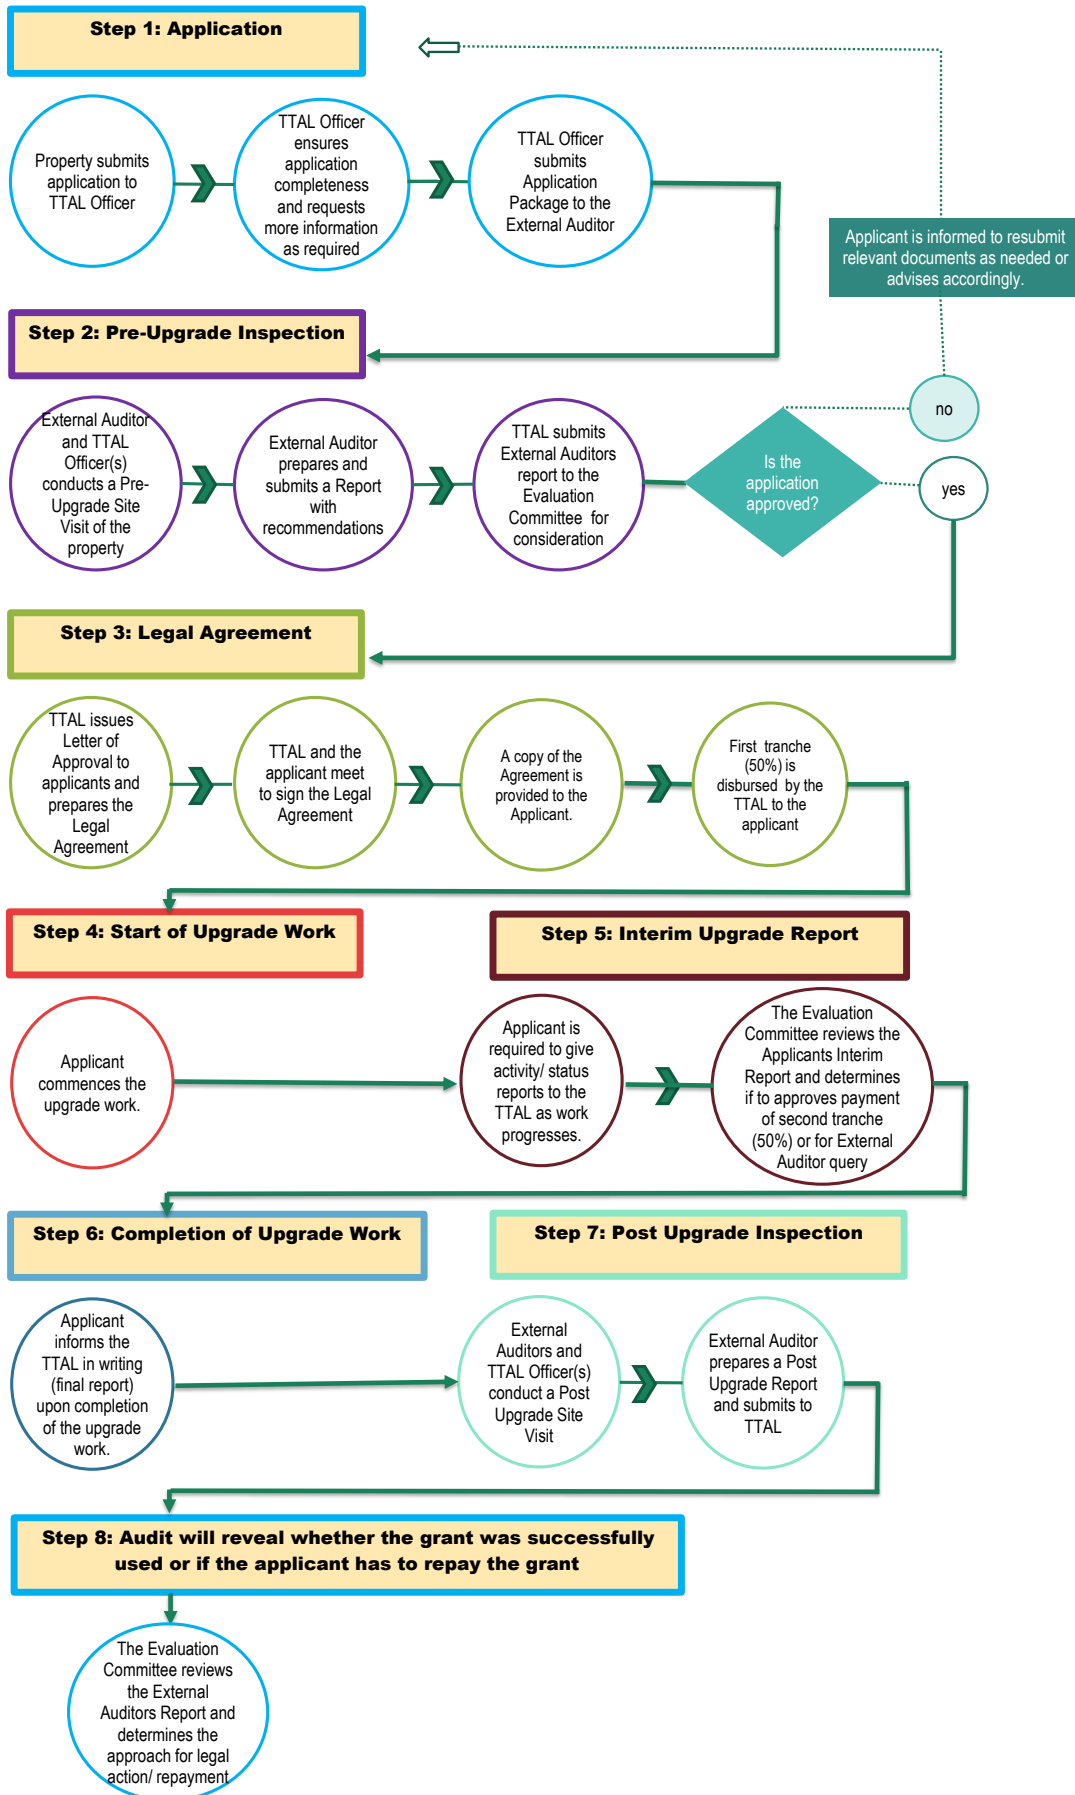 Step 1: Application
Property submits
application to
TTAL Officer
TTAL Officer
ensures
application
completeness
and requests
more information
as required
TTAL Officer
submits
Application
Package to the
External Auditor
Applicant is informed to resubmit
relevant documents as needed or
advises accordingly.
Step 2: Pre-Upgrade Inspection
External Auditor
and TTAL
Officer(s)
conducts a Pre-
Upgrade Site
Visit of the
property
External Auditor
prepares and
submits a Report
with
recommendations
TTAL submits
External Auditors
report to the
Evaluation
Committee for
consideration
Is the
application
approved?
no
yes
Step 3: Legal Agreement
TTAL issues
Letter of
Approval to
applicants and
prepares the
Legal
Agreement
TTAL and the
applicant meet
to sign the Legal
Agreement
A copy of the
Agreement is
provided to the
Applicant.
First tranche
(50%) is
disbursed by the
TTAL to the
applicant
Step 4: Start of Upgrade Work
Applicant
commences the
upgrade work.
Step 5: Interim Upgrade Report
Applicant is
required to give
activity/ status
reports to the
TTAL as work
progresses.
The Evaluation
Committee reviews the
Applicants Interim
Report and determines
if to approves payment
of second tranche
(50%) or for External
Auditor query
Step 6: Completion of Upgrade Work
Applicant
informs the
TTAL in writing
(final report)
upon completion
of the upgrade
work.
Step 7: Post Upgrade Inspection
External
Auditors and
TTAL Officer(s)
conduct a Post
Upgrade Site
Visit
External Auditor
prepares a Post
Upgrade Report
and submits to
TTAL
Step 8: Audit will reveal whether the grant was successfully
used or if the applicant has to repay the grant
The Evaluation
Committee reviews
the External
Auditors Report and
determines the
approach for legal
action/ repayment